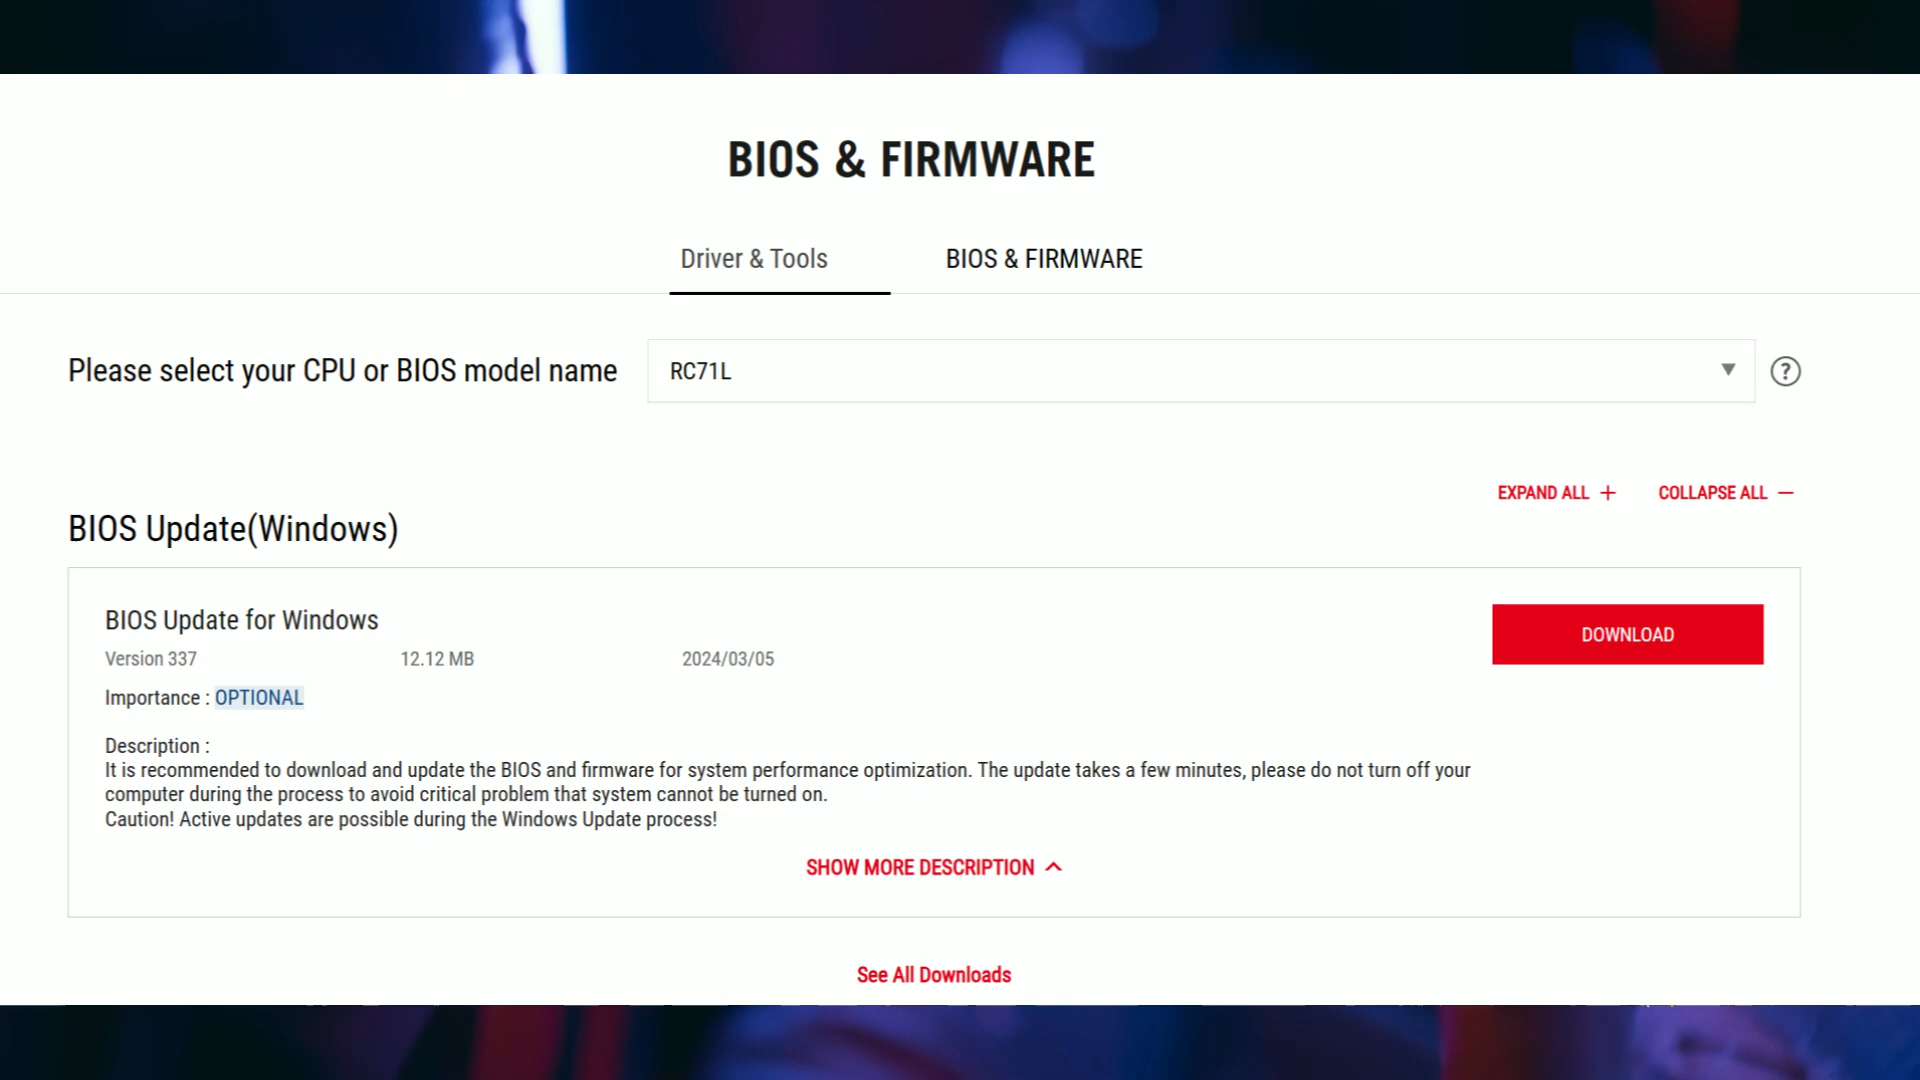 BIOS & FIRMWARE
Driver & Tools
BIOS & FIRMWARE
Please select your CPU or BIOS model name
RC71L
?
EXPAND ALL +
COLLAPSE ALL −
BIOS Update(Windows)
BIOS Update for Windows
DOWNLOAD
Version 337
12.12 MB
2024/03/05
Importance : OPTIONAL
Description :
It is recommended to download and update the BIOS and firmware for system performance optimization. The update takes a few minutes, please do not turn off your
computer during the process to avoid critical problem that system cannot be turned on.
Caution! Active updates are possible during the Windows Update process!
SHOW MORE DESCRIPTION
See All Downloads